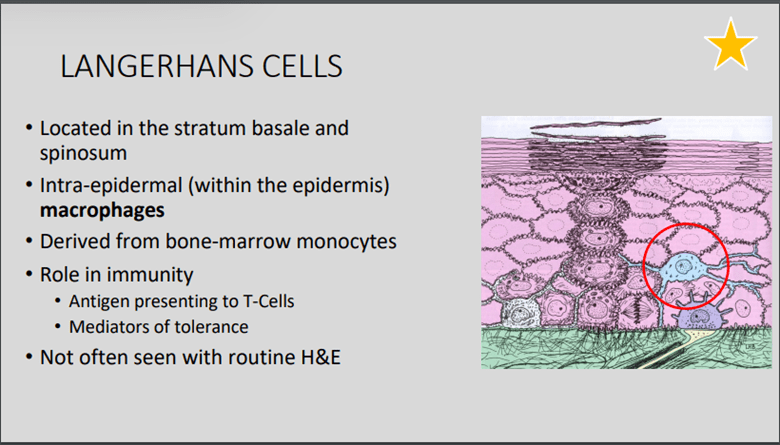 LANGERHANS CELLS
• Located in the stratum basale and
spinosum
• Intra-epidermal (within the epidermis)
macrophages
• Derived from bone-marrow monocytes
• Role in immunity
• Antigen presenting to T-Cells
• Mediators of tolerance
• Not often seen with routine H&E